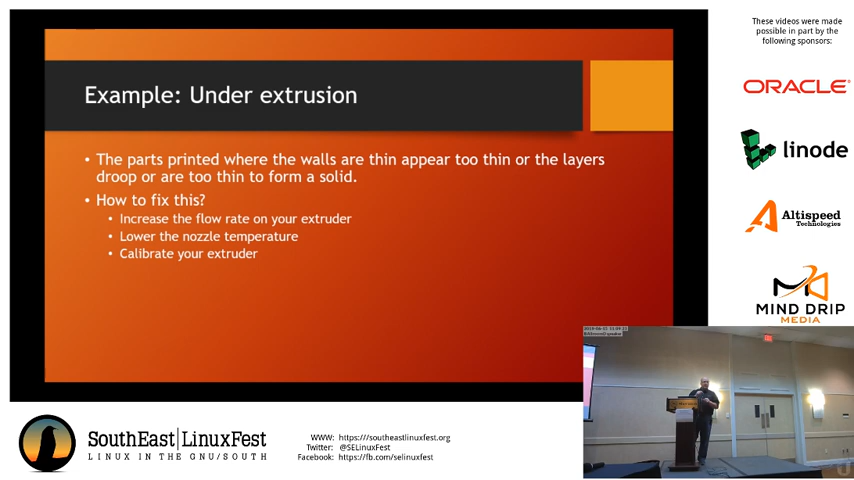 These videos were made
possible in part by the
following sponsors:
ORACLE
linode
Altispeed
Technologies
MIND DRIP
MEDIA
Example: Under extrusion
• The parts printed where the walls are thin appear too thin or the layers
droop or are too thin to form a solid.
• How to fix this?
• Increase the flow rate on your extruder
• Lower the nozzle temperature
• Calibrate your extruder
SouthEast|LinuxFest
LINUX IN THE GNU/SOUTH
WWW: https://southeastlinuxfest.org
Twitter: @SELinuxFest
Facebook: https://fb.com/selinuxfest